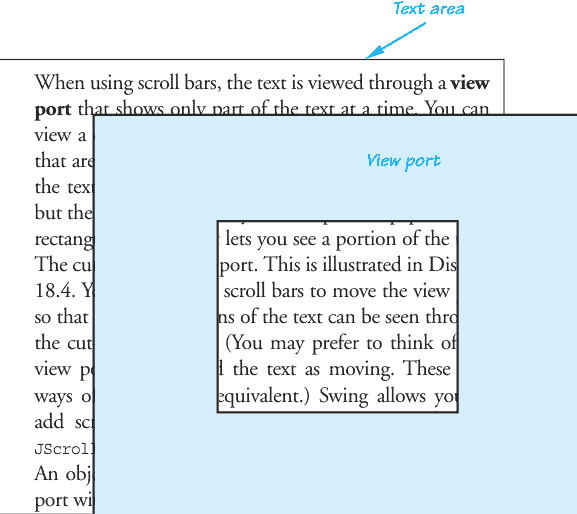 Text area
When using scroll bars, the text is viewed through a view
port that shows only part of the text at a time. You can
view a
that are
the text
but the
View port
rectang
lets you see a portion of the
The cu port. This is illustrated in Dis
18.4. Y scroll bars to move the view
so that ns of the text can be seen thro
the cut (You may prefer to think of
view p the text as moving. These
ways o equivalent.) Swing allows you
add scr
JScroll
An obj
port wi